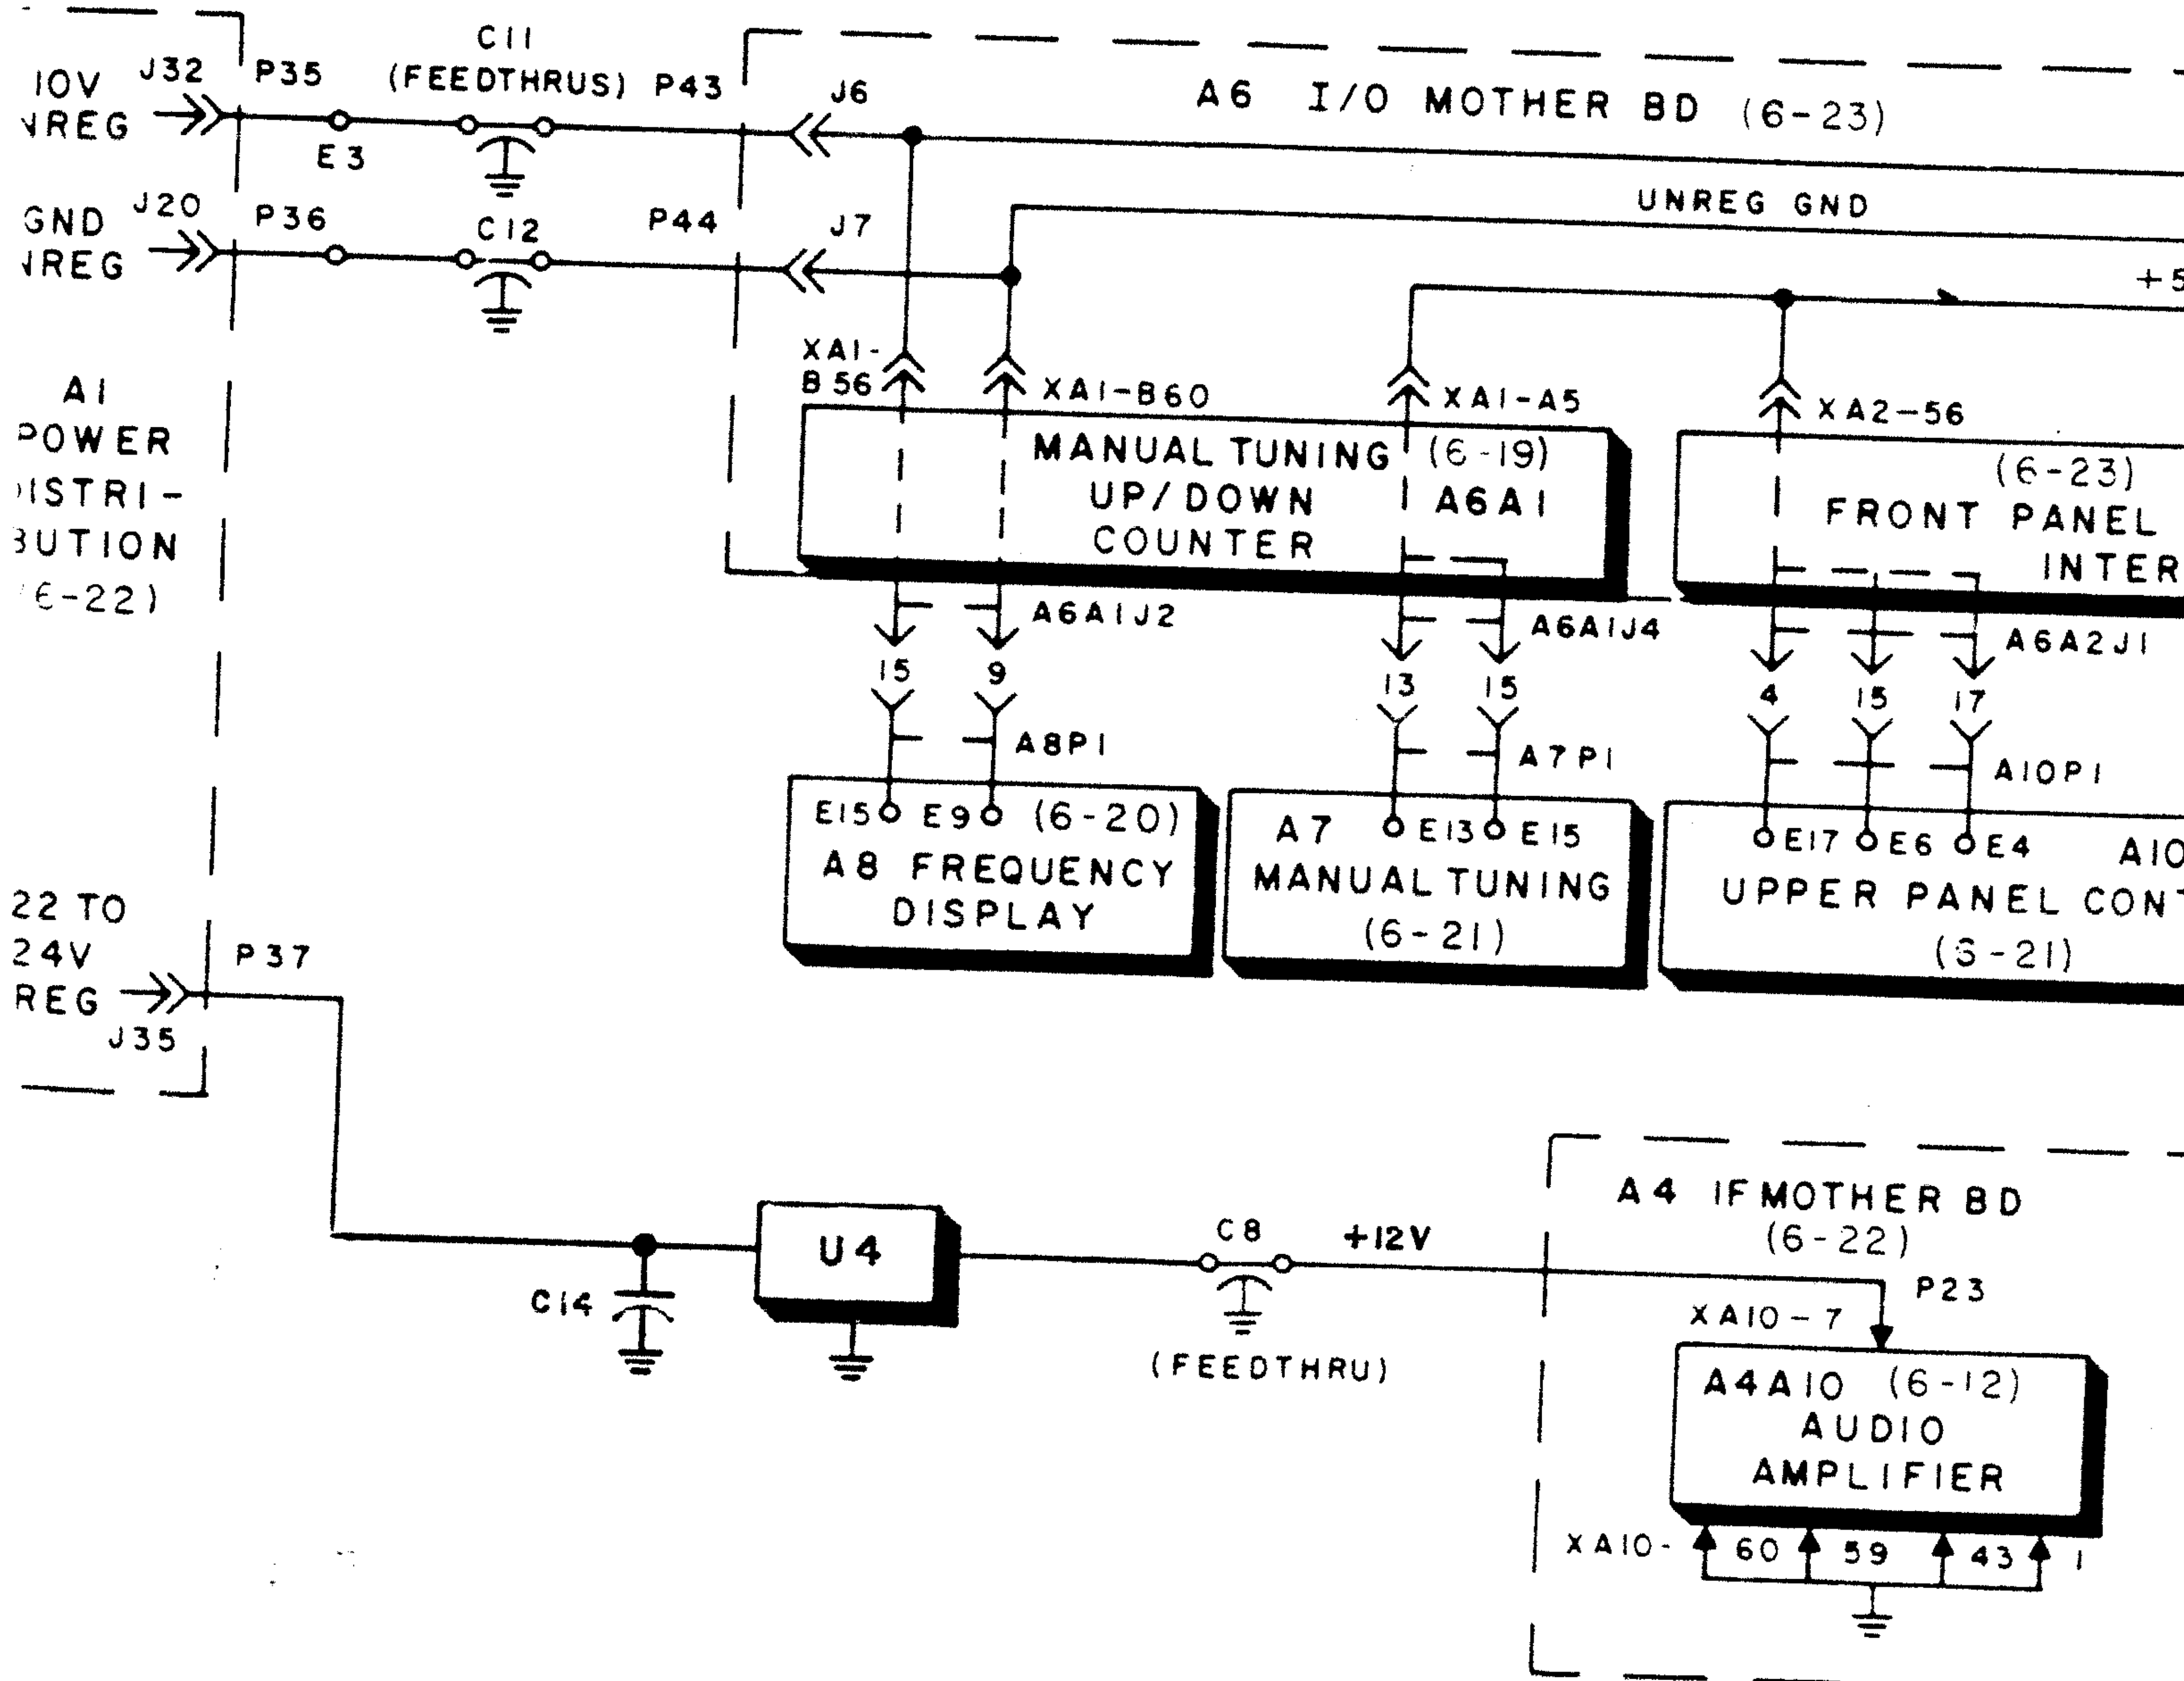 C11
(FEEDTHRUS)
10V
J32
P35
P43
J6
A6 I/O MOTHER BD (6-23)
E3
UNREG GND
GND
J20
P36
C12
P44
J7
+5
XA1-
B56
XA1-B60
XA1-A5
XA2-56
A1
POWER
BUTION
6-22)
MANUAL TUNING (6-19)
UP/DOWN A6A1
COUNTER
(6-23)
FRONT PANEL
INTER
A6A1J2
A6A1J4
A6A2J1
15 9 13 15 4 15 17
A8P1
A7P1
A10P1
E15 E9 (6-20)
A8 FREQUENCY
DISPLAY
A7 E13 E15
MANUAL TUNING
(6-21)
E17 E6 E4 A10
UPPER PANEL CONT
(6-21)
22 TO
24V
REG
P37
J35
U4
C14
C8
+12V
(FEEDTHRU)
A4 IF MOTHER BD
(6-22)
P23
XA10-7
A4A10 (6-12)
AUDIO
AMPLIFIER
XA10- 60 59 43 1